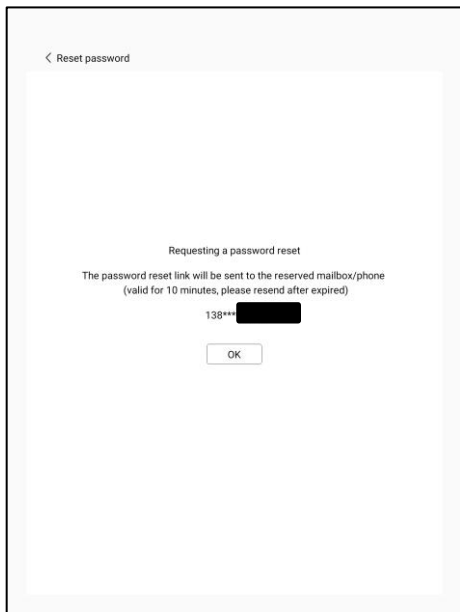 Reset password
Requesting a password reset
The password reset link will be sent to the reserved mailbox/phone
(valid for 10 minutes, please resend after expired)
138***
OK